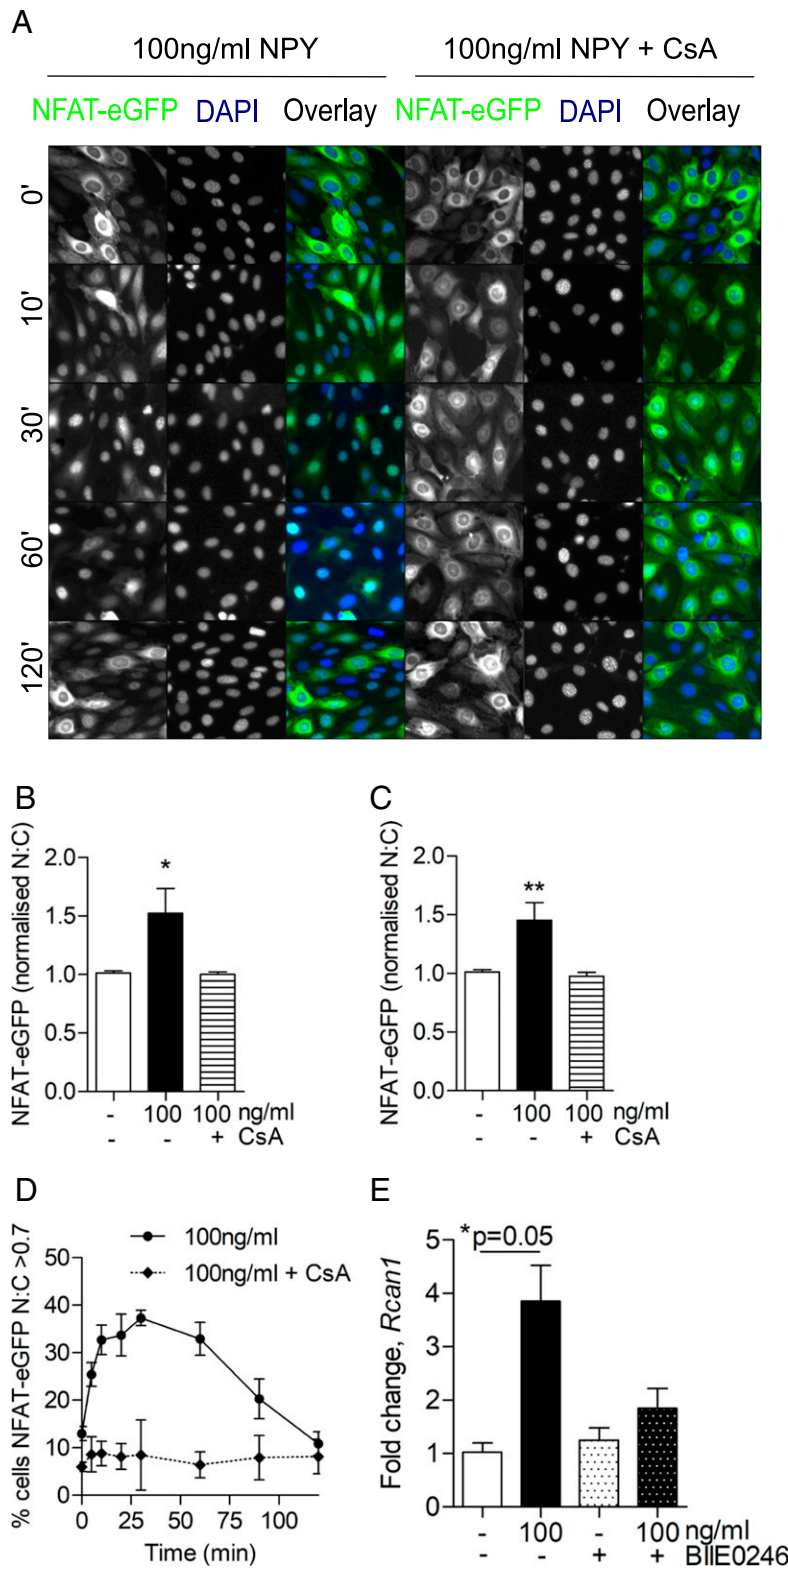 A
100ng/ml NPY 100ng/ml NPY + CsA
NFAT-eGFP DAPI Overlay NFAT-eGFP DAPI Overlay
0'
10'
30'
60'
120'
B
NFAT-eGFP (normalised N:C)
2.0
1.5
1.0
0.5
0.0
*
- 100 100 ng/ml
- - + CsA
C
NFAT-eGFP (normalised N:C)
2.0
1.5
1.0
0.5
0.0
**
- 100 100 ng/ml
- - + CsA
D
% cells NFAT-eGFP N:C >0.7
100ng/ml
100ng/ml + CsA
50
40
30
20
10
0
0 25 50 75 100
Time (min)
E
Fold change, Rcan1
*p=0.05
5
4
3
2
1
0
- 100 - 100 ng/ml
- - + + BIIE0246